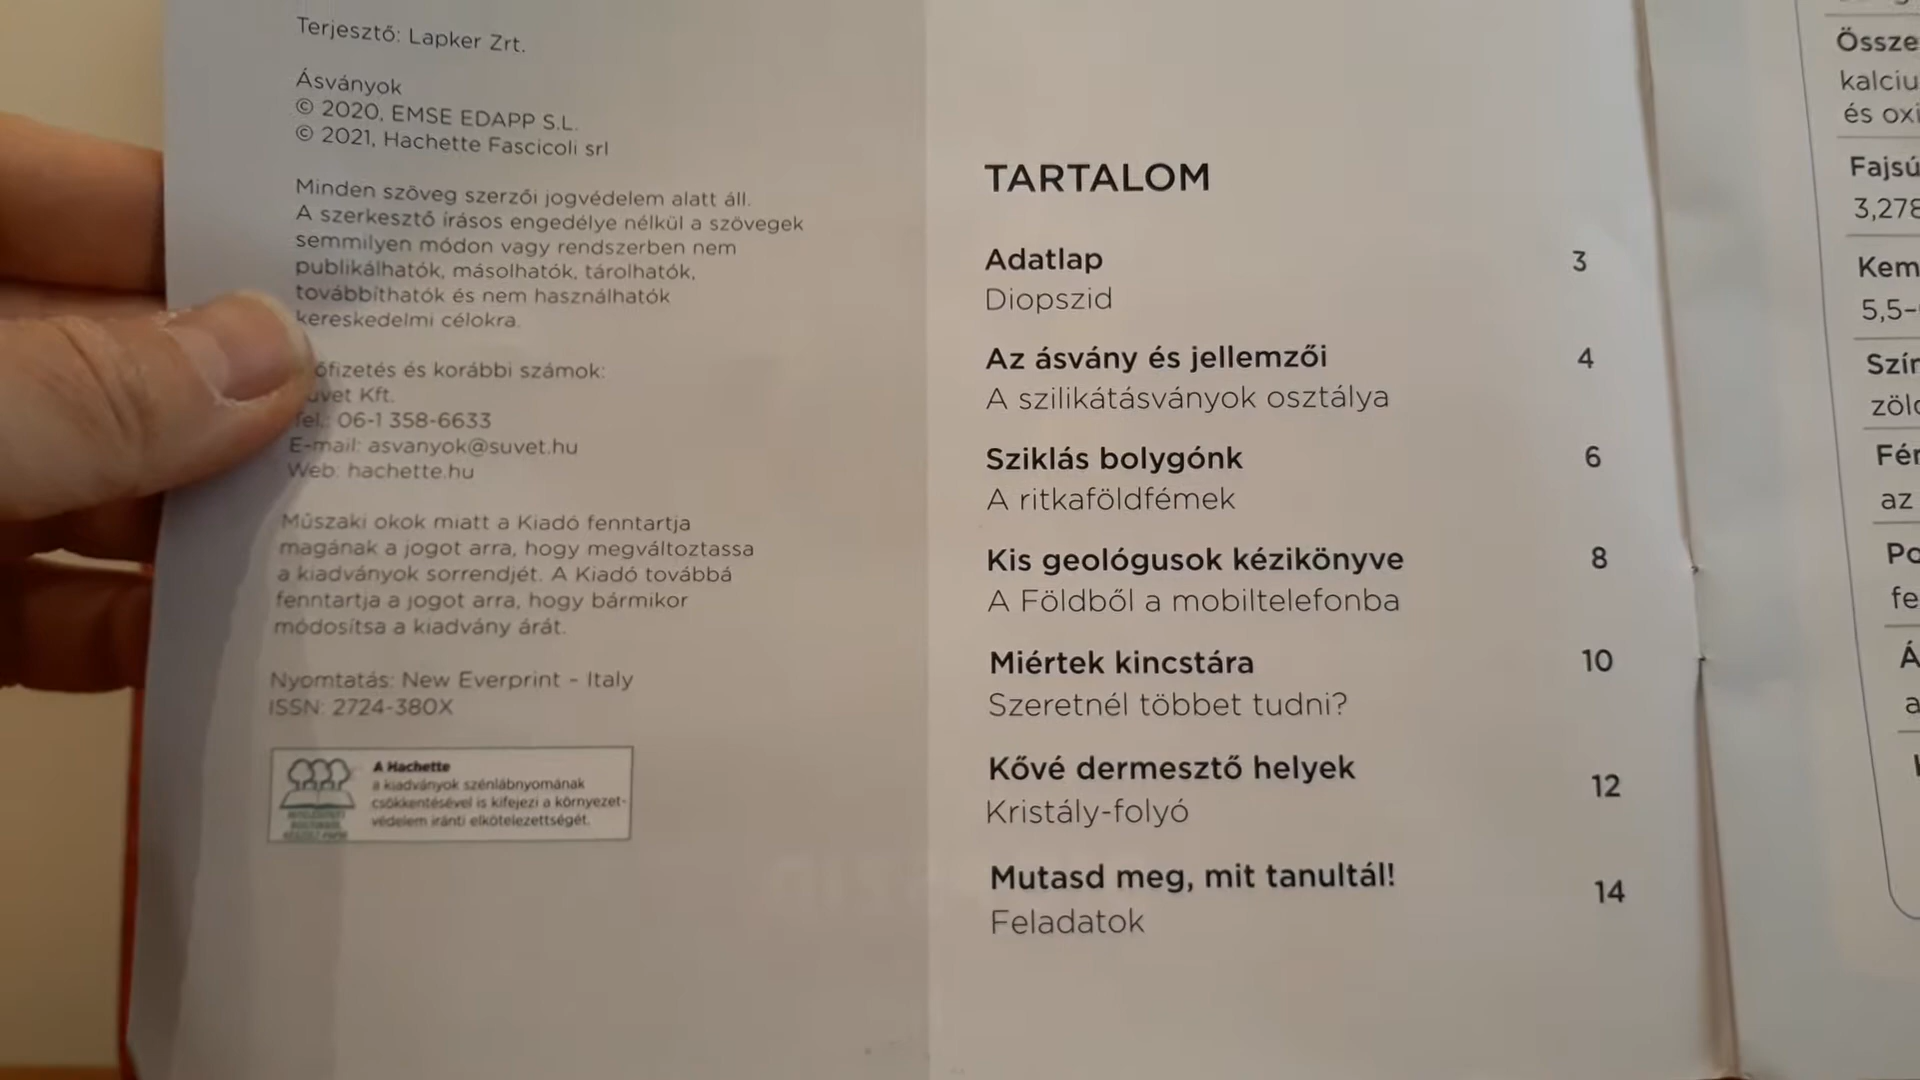 Terjesztő: Lapker Zrt.
Ásványok
© 2020, EMSE EDAPP S.L.
© 2021, Hachette Fascicoli srl
Minden szöveg szerzői jogvédelem alatt áll.
A szerkesztő írásos engedélye nélkül a szövegek
semmilyen módon vagy rendszerben nem
publikálhatók, másolhatók, tárolhatók,
továbbíthatók és nem használhatók
kereskedelmi célokra.
őfizetés és korábbi számok:
uvet Kft.
Tel.: 06-1 358-6633
E-mail: asvanyok@suvet.hu
Web: hachette.hu
Műszaki okok miatt a Kiadó fenntartja
magának a jogot arra, hogy megváltoztassa
a kiadványok sorrendjét. A Kiadó továbbá
fenntartja a jogot arra, hogy bármikor
módosítsa a kiadvány árát.
Nyomtatás: New Everprint - Italy
ISSN: 2724-380X
A Hachette
a kiadványok szénlábnyomának
csökkentésével is kifejezi a környezet-
védelem iránti elkötelezettségét.
TARTALOM
Adatlap 3
Diopszid
Az ásvány és jellemzői 4
A szilikátásványok osztálya
Sziklás bolygónk 6
A ritkaföldfémek
Kis geológusok kézikönyve 8
A Földből a mobiltelefonba
Miértek kincstára 10
Szeretnél többet tudni?
Kővé dermesztő helyek 12
Kristály-folyó
Mutasd meg, mit tanultál! 14
Feladatok
Össze
kalciu
és oxi
Fajsú
3,278
Kem
5,5-
Szín
zöld
Fén
az
Po
fe
Á
a